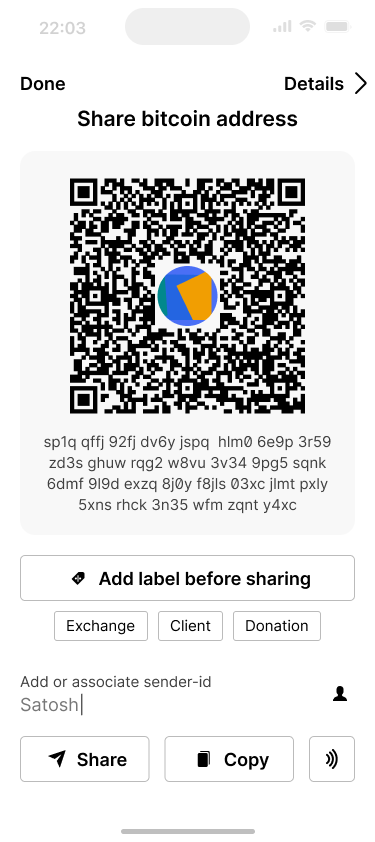 22:03
Done
Details
Share bitcoin address
sp1q qffj 92fj dv6y jspq hlm0 6e9p 3r59
zd3s ghuw rqg2 w8vu 3v34 9pg5 sqnk
6dmf 9l9d exzq 8j0y f8jls 03xc jlmt pxly
5xns rhck 3n35 wfm zqnt y4xc
Add label before sharing
Exchange
Client
Donation
Add or associate sender-id
Satosh
Share
Copy